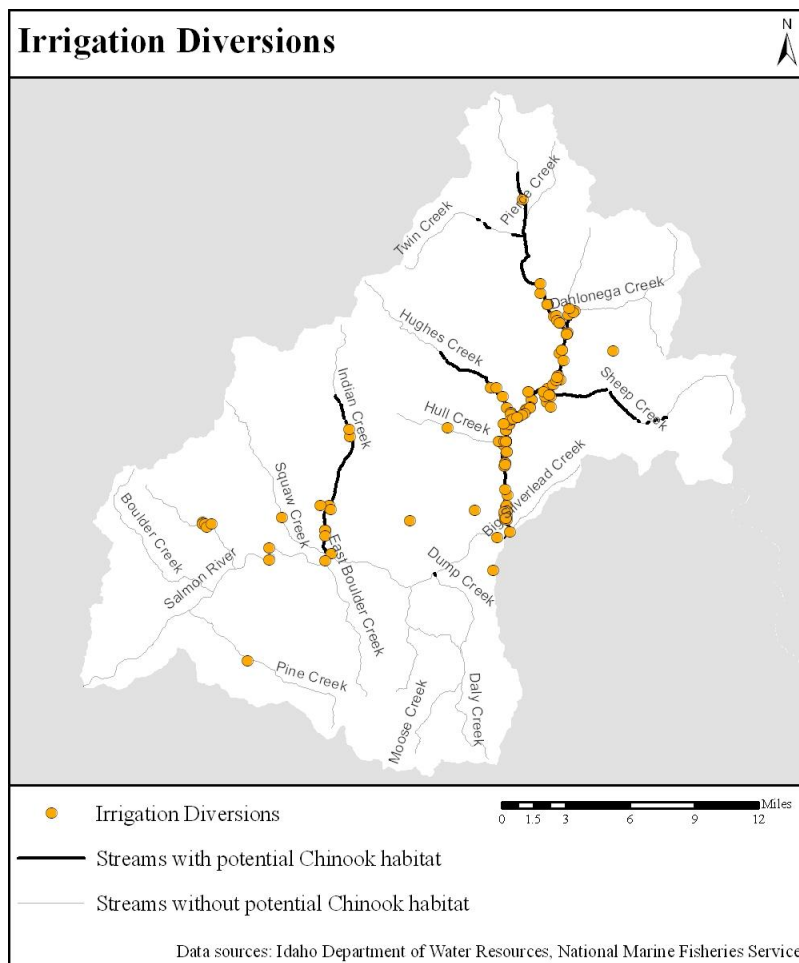 Irrigation Diversions
N
Pierce Creek
Twin Creek
Dahlonega Creek
Hughes Creek
Sheep Creek
Indian Creek
Hull Creek
Squaw Creek
Boulder Creek
Salmon River
East Boulder Creek
Dump Creek
Pine Creek
Moose Creek
Daly Creek
Irrigation Diversions
Miles
0 1.5 3 6 9 12
Streams with potential Chinook habitat
Streams without potential Chinook habitat
Data sources: Idaho Department of Water Resources, National Marine Fisheries Service